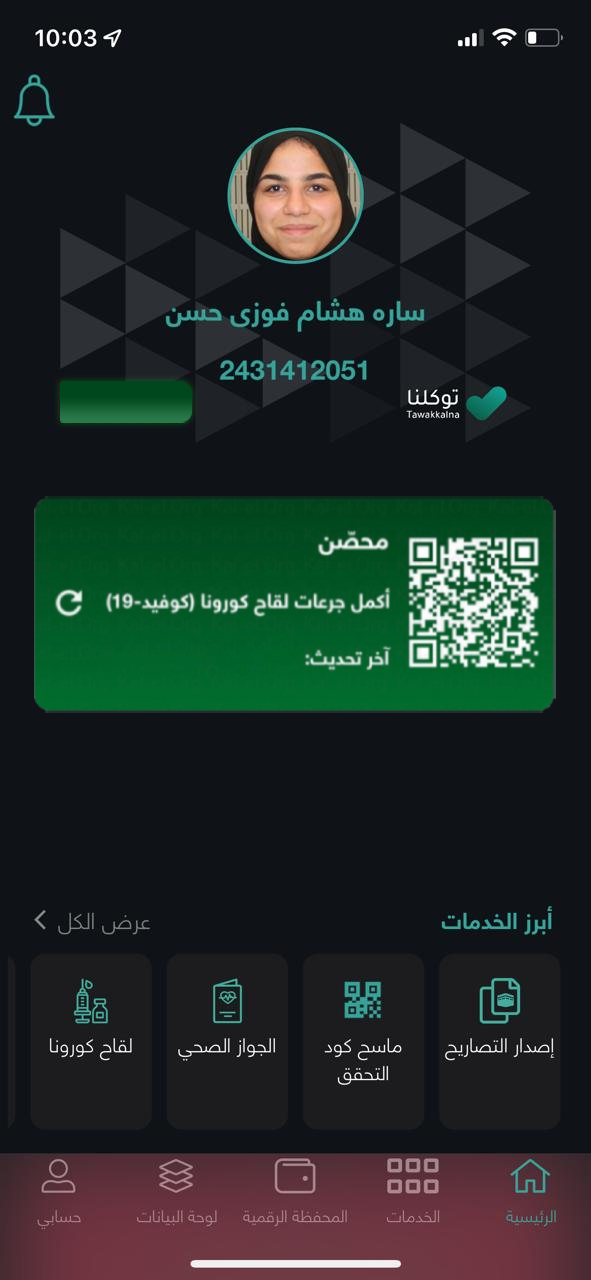 10:03
ساره هشام فوزى حسن
2431412051
توكلنا
Tawakkalna
محصّن
أكمل جرعات لقاح كورونا (كوفيد-19)
آخر تحديث:
أبرز الخدمات
عرض الكل
إصدار التصاريح
ماسح كود
التحقق
الجواز الصحي
لقاح كورونا
الرئيسية
الخدمات
المحفظة الرقمية
لوحة البيانات
حسابي